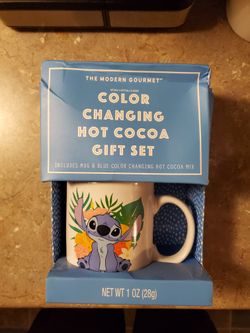 THE MODERN GOURMET™
COLOR
CHANGING
HOT COCOA
GIFT SET
INCLUDES MUG & BLUE COLOR CHANGING HOT COCOA MIX
NET WT 1 OZ (28g)